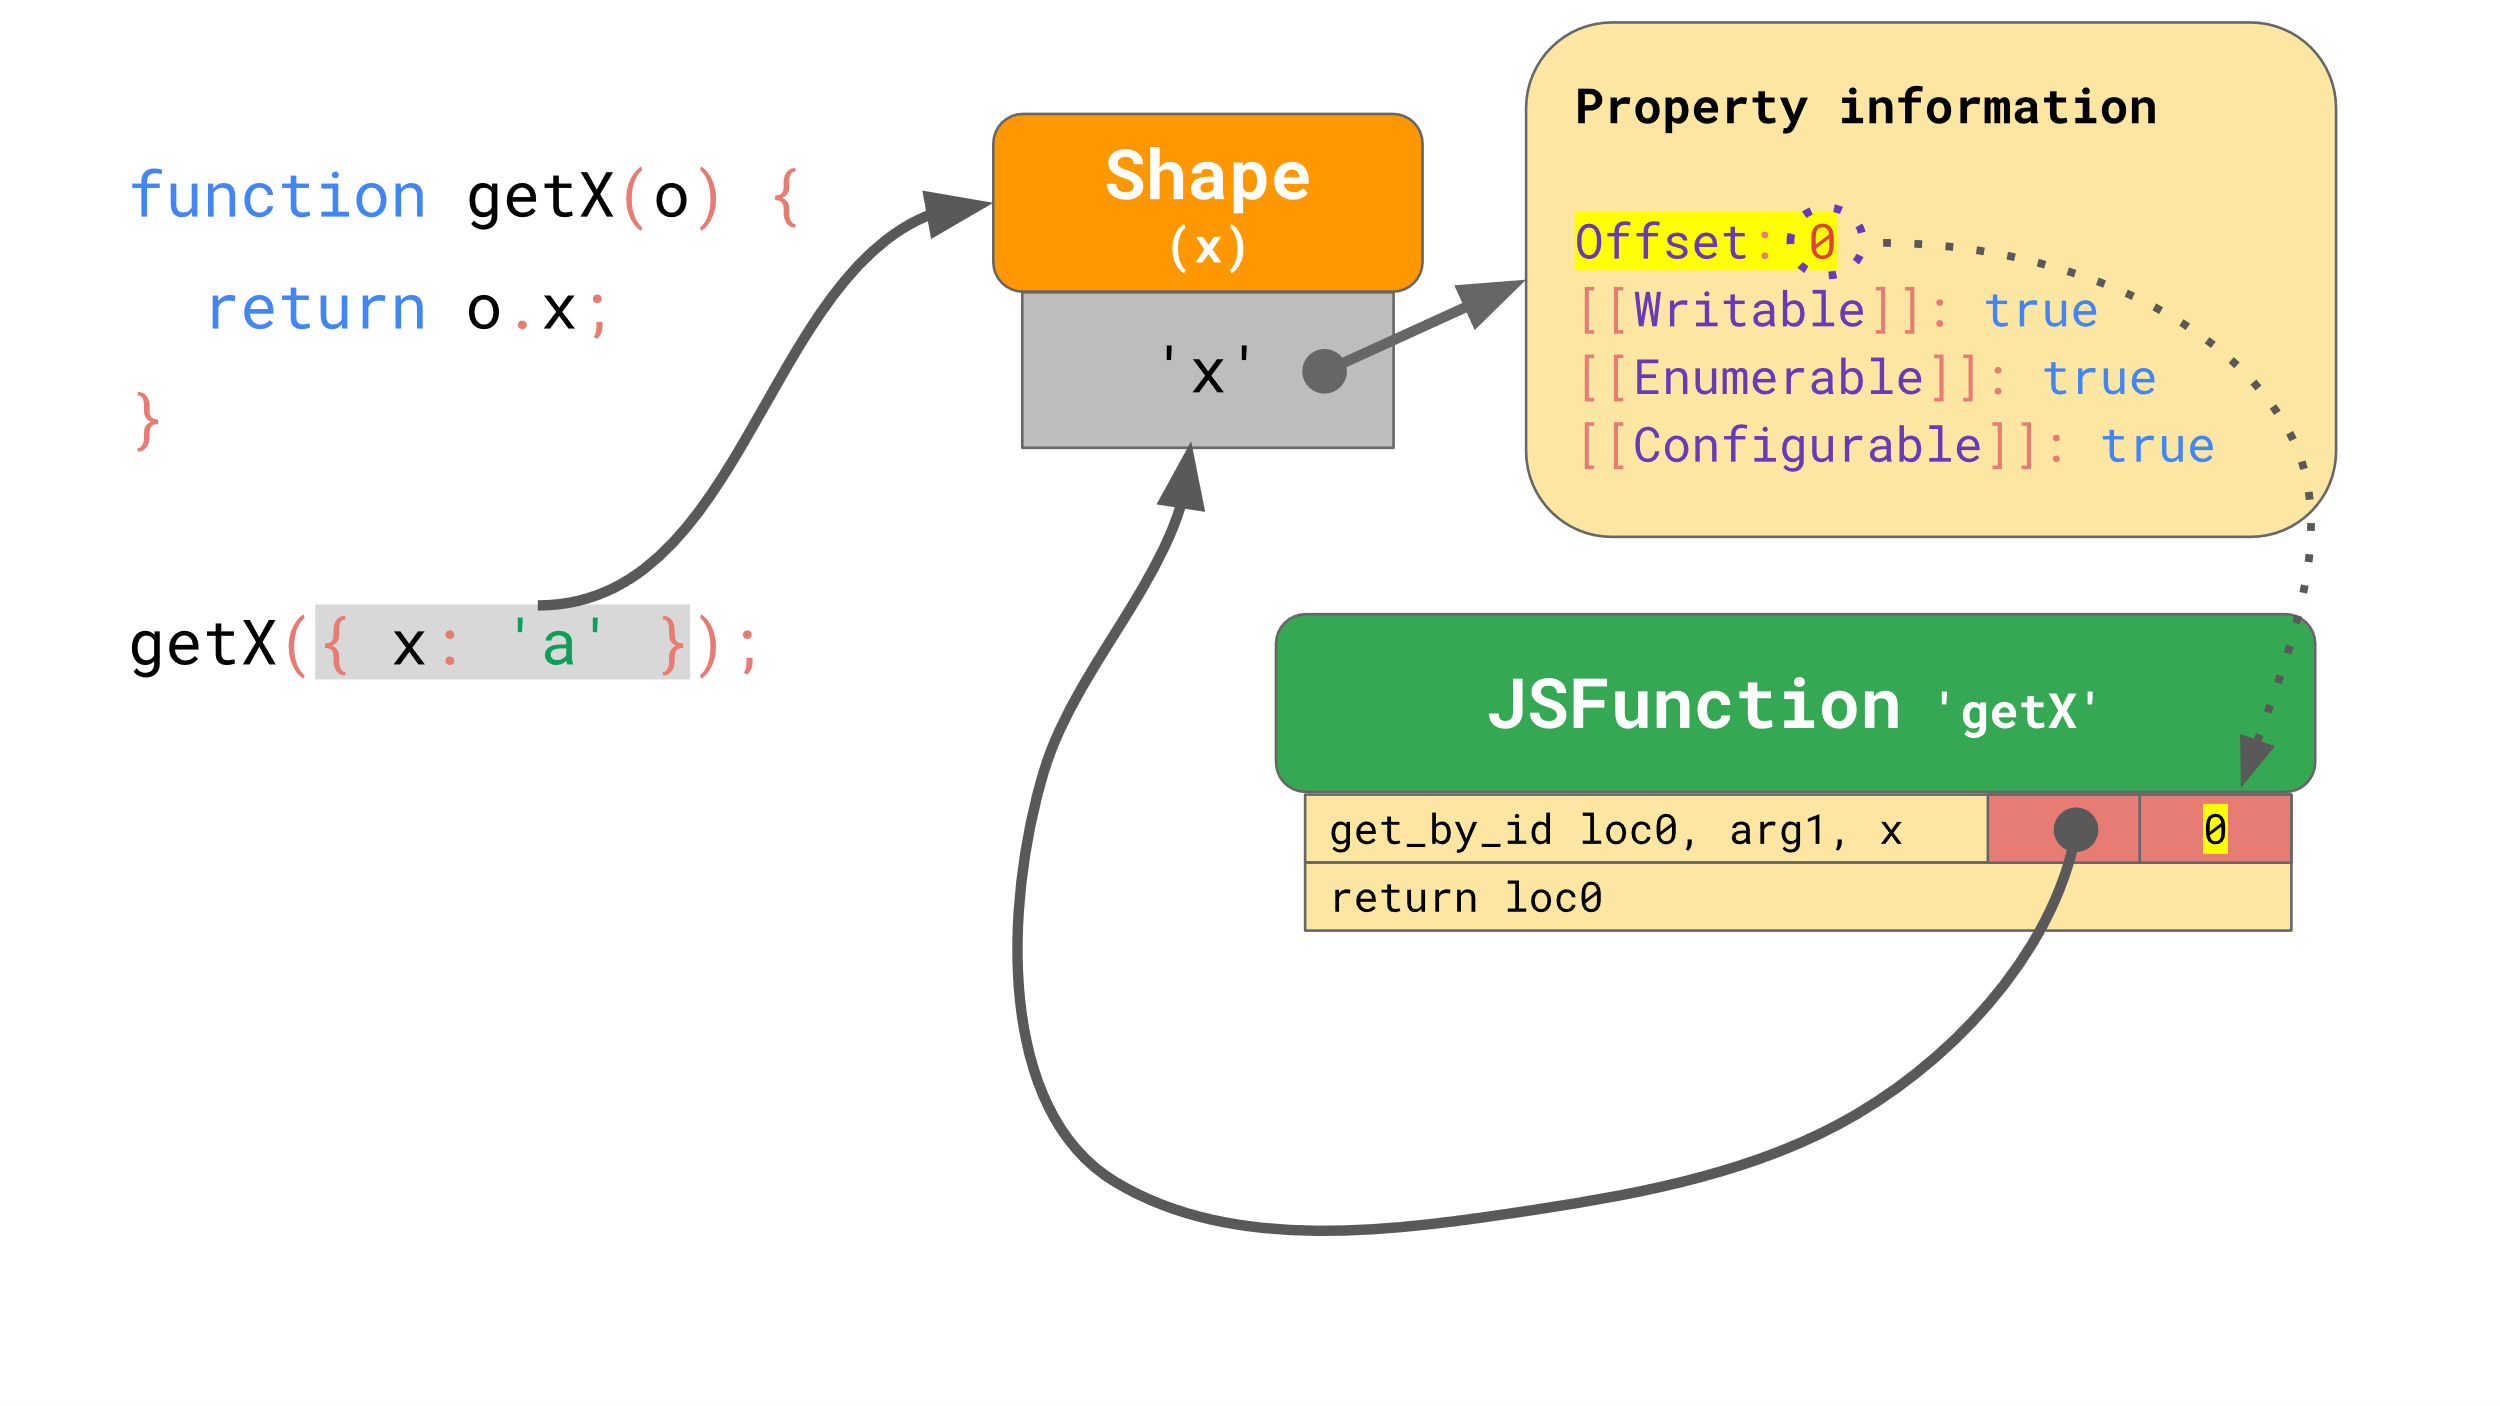 function getX(o) {
  return o.x;
}
getX({ x: 'a' });
Shape
(x)
'x'
Property information
Offset: 0
[[Writable]]: true
[[Enumerable]]: true
[[Configurable]]: true
JSFunction 'getX'
get_by_id loc0, arg1, x 0
return loc0